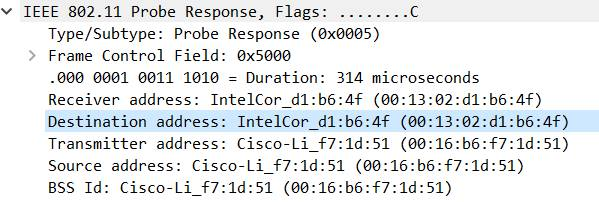 IEEE 802.11 Probe Response, Flags: ........C
Type/Subtype: Probe Response (0x0005)
Frame Control Field: 0x5000
.000 0001 0011 1010 = Duration: 314 microseconds
Receiver address: IntelCor_d1:b6:4f (00:13:02:d1:b6:4f)
Destination address: IntelCor_d1:b6:4f (00:13:02:d1:b6:4f)
Transmitter address: Cisco-Li_f7:1d:51 (00:16:b6:f7:1d:51)
Source address: Cisco-Li_f7:1d:51 (00:16:b6:f7:1d:51)
BSS Id: Cisco-Li_f7:1d:51 (00:16:b6:f7:1d:51)